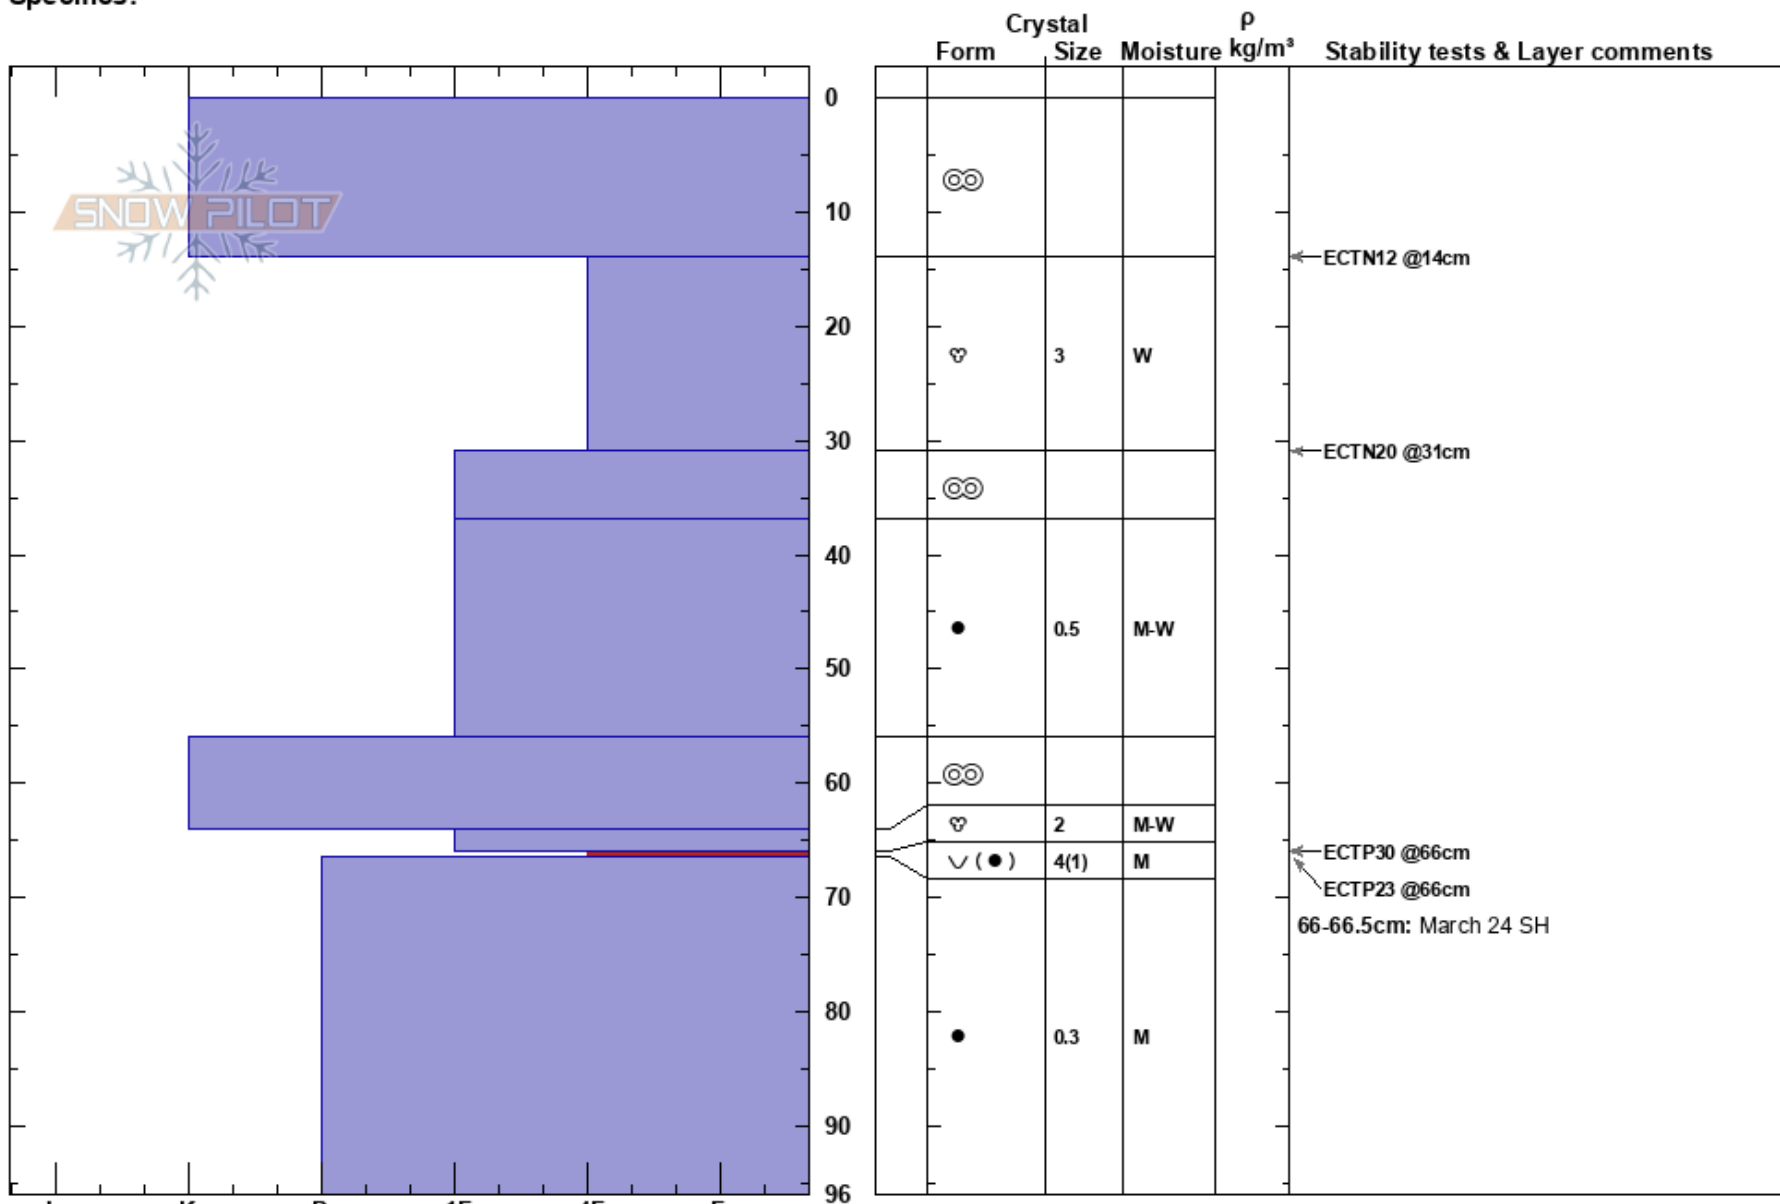 Crystal
ρ
Form Size Moisture kg/m³ Stability tests & Layer comments
0
SNOW PILOT
10
ECTN12 @14cm
20
3 W
30
ECTN20 @31cm
40
0.5 M-W
50
60
2 M-W
4(1) M
ECTP30 @66cm
ECTP23 @66cm
70
66-66.5cm: March 24 SH
80
0.3 M
90
96